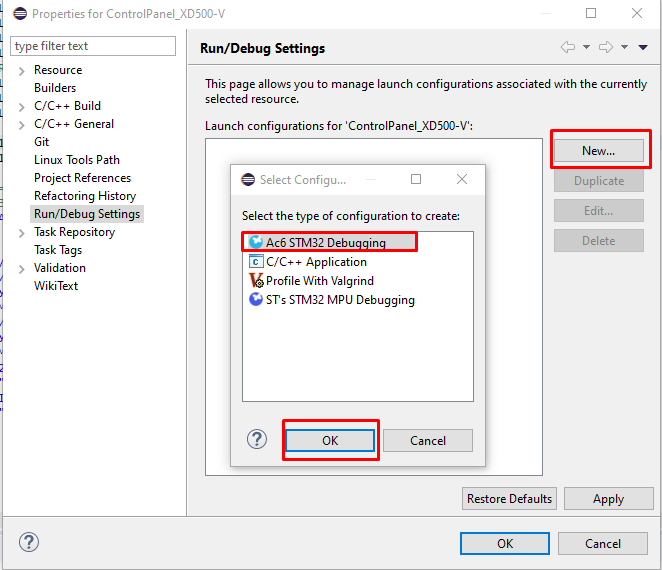 Properties for ControlPanel_XD500-V
type filter text
Resource
Builders
C/C++ Build
C/C++ General
Git
Linux Tools Path
Project References
Refactoring History
Run/Debug Settings
Task Repository
Task Tags
Validation
WikiText
Run/Debug Settings
This page allows you to manage launch configurations associated with the currently
selected resource.
Launch configurations for 'ControlPanel_XD500-V':
New...
Duplicate
Edit...
Delete
Select Configu...
Select the type of configuration to create:
Ac6 STM32 Debugging
C/C++ Application
Profile With Valgrind
ST's STM32 MPU Debugging
OK
Cancel
Restore Defaults
Apply
OK
Cancel